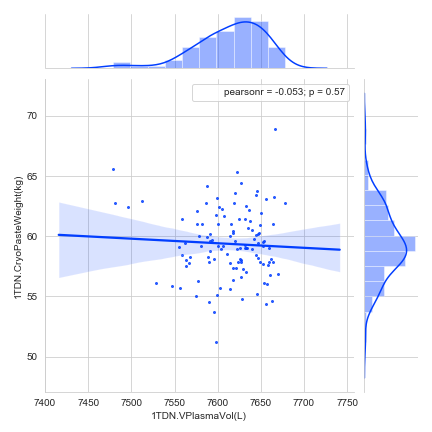 pearsonr = -0.053; p = 0.57
70
65
60
55
50
1TDN.CryoPasteWeight(kg)
7400 7450 7500 7550 7600 7650 7700 7750
1TDN.VPlasmaVol(L)